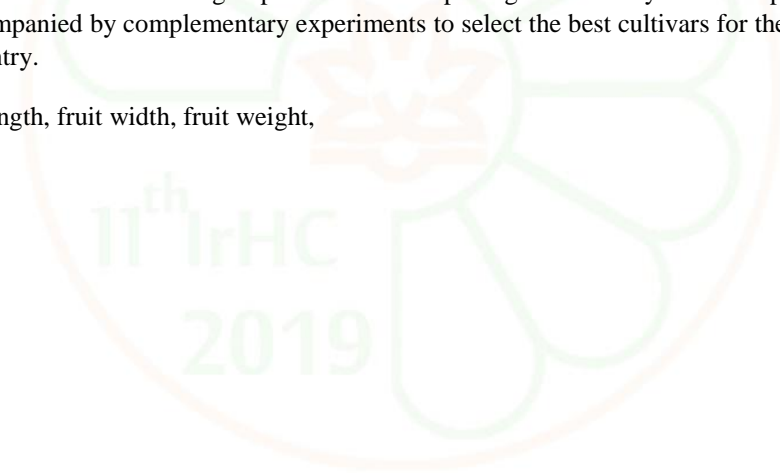 mpanied by complementary experiments to select the best cultivars for the
ntry.
ngth, fruit width, fruit weight,
11th IrHC
2019